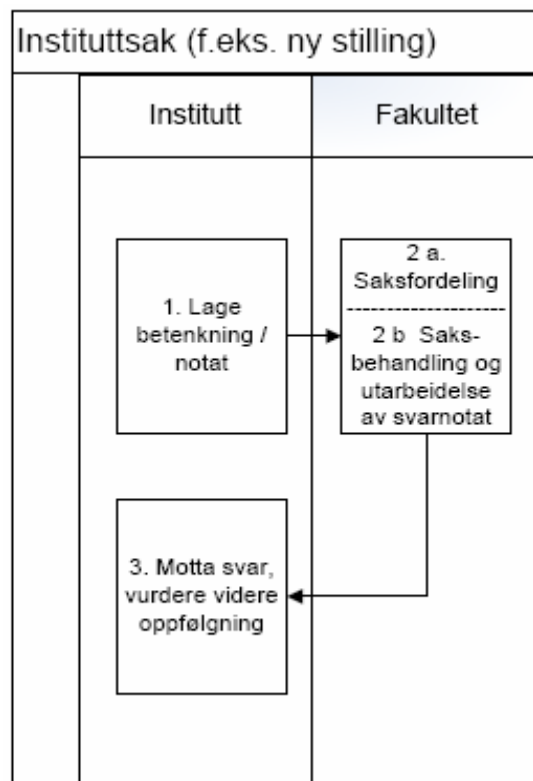 Instituttsak (f.eks. ny stilling)
Institutt
Fakultet
1. Lage
betenkning /
notat
2 a.
Saksfordeling
--------------------
2 b  Saks-
behandling og
utarbeidelse
av svarnotat
3. Motta svar,
vurdere videre
oppfølgning